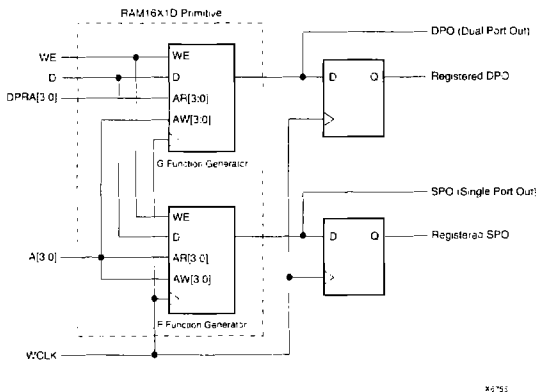 RAM16X1D Primitive
DPO (Dual Port Out)
WE
WE
D
D
D
Q
Registered DPO
DPRA[3:0]
AR[3:0]
AW[3:0]
G Function Generator
SPO (Single Port Out)
WE
D
D
Q
Registered SPO
A[3:0]
AR[3:0]
AW[3:0]
F Function Generator
WCLK